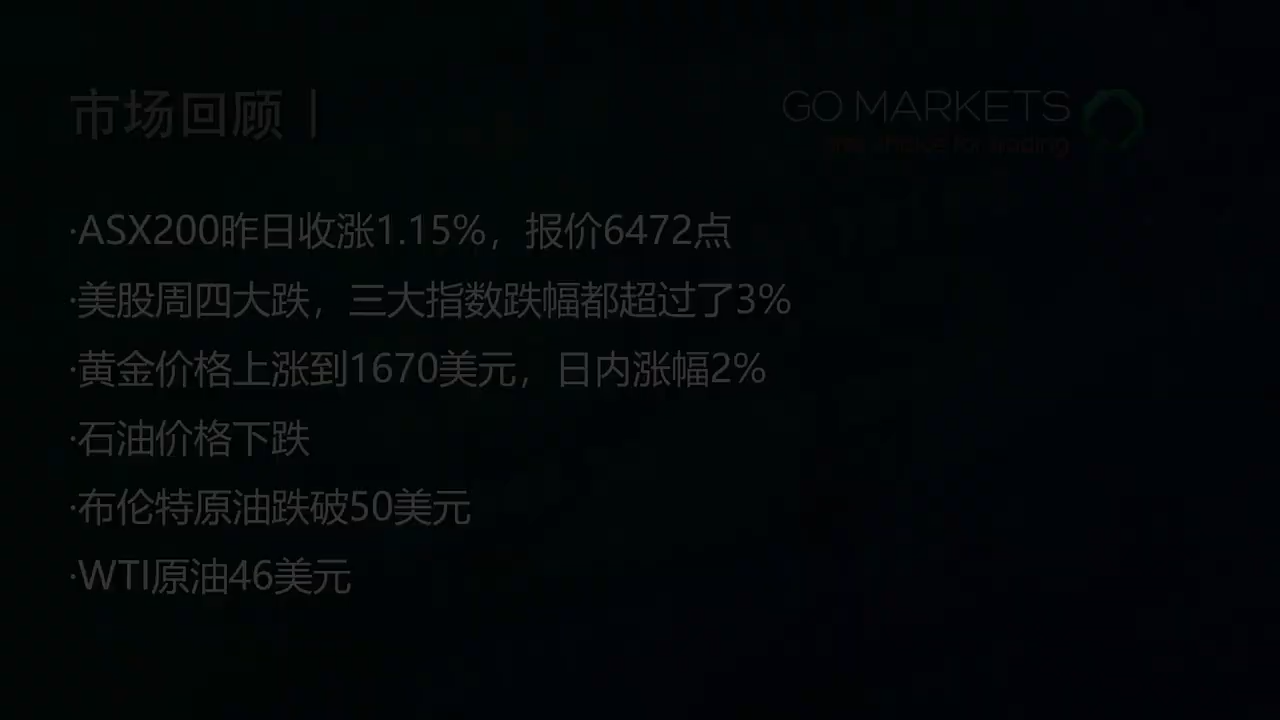 市场回顾｜
GO MARKETS
·ASX200昨日收涨1.15%，报价6472点
·美股周四大跌，三大指数跌幅都超过了3%
·黄金价格上涨到1670美元，日内涨幅2%
·石油价格下跌
·布伦特原油跌破50美元
·WTI原油46美元